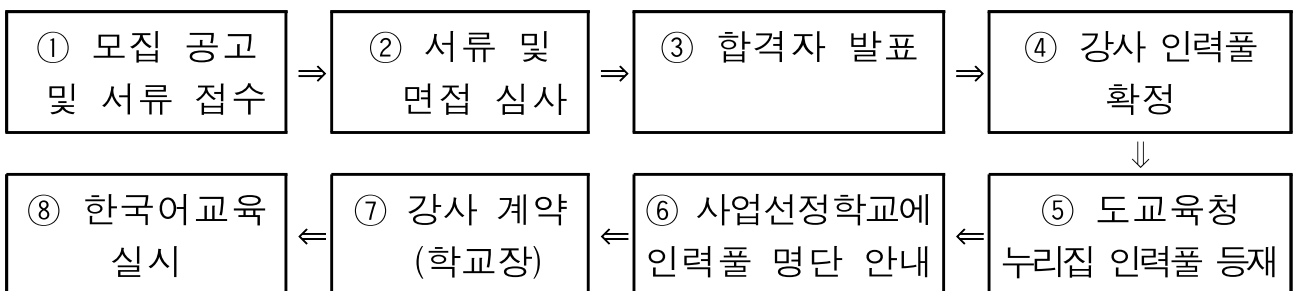 ① 모집 공고
및 서류 접수
⇒
② 서류 및
면접 심사
⇒
③ 합격자 발표
⇒
④ 강사 인력풀
확정
⇓
⑤ 도교육청
누리집 인력풀 등재
⇐
⑥ 사업선정학교에
인력풀 명단 안내
⇐
⑦ 강사 계약
(학교장)
⇐
⑧ 한국어교육
실시